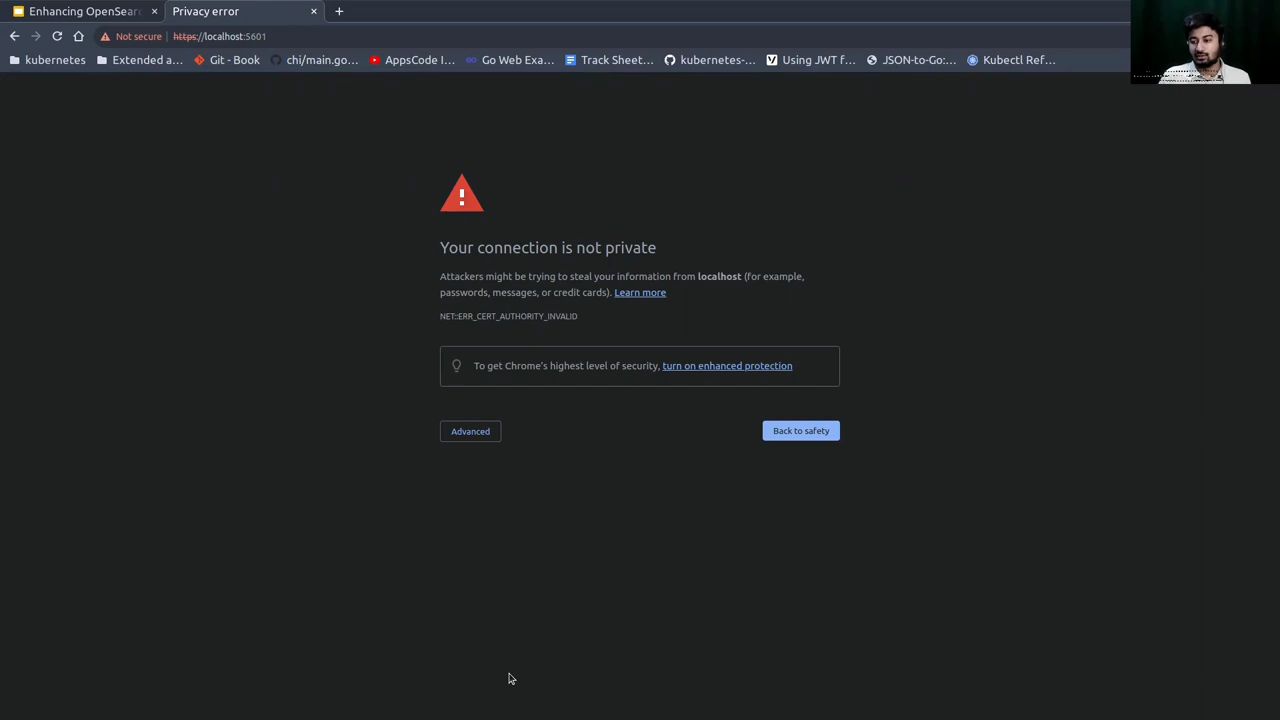 Enhancing OpenSearc
Privacy error
Not secure
https://localhost:5601
kubernetes
Extended a...
Git - Book
chi/main.go...
AppsCode I...
Go Web Exa...
Track Sheet...
kubernetes-...
Using JWT f...
JSON-to-Go:...
Kubectl Ref...
Your connection is not private
Attackers might be trying to steal your information from localhost (for example,
passwords, messages, or credit cards). Learn more
NET::ERR_CERT_AUTHORITY_INVALID
To get Chrome's highest level of security, turn on enhanced protection
Advanced
Back to safety